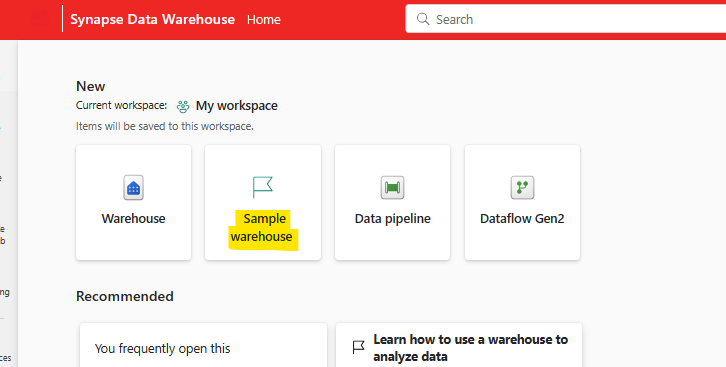 Synapse Data Warehouse Home
Search
New
Current workspace: My workspace
Items will be saved to this workspace.
Warehouse
Sample
warehouse
Data pipeline
Dataflow Gen2
Recommended
You frequently open this
Learn how to use a warehouse to
analyze data